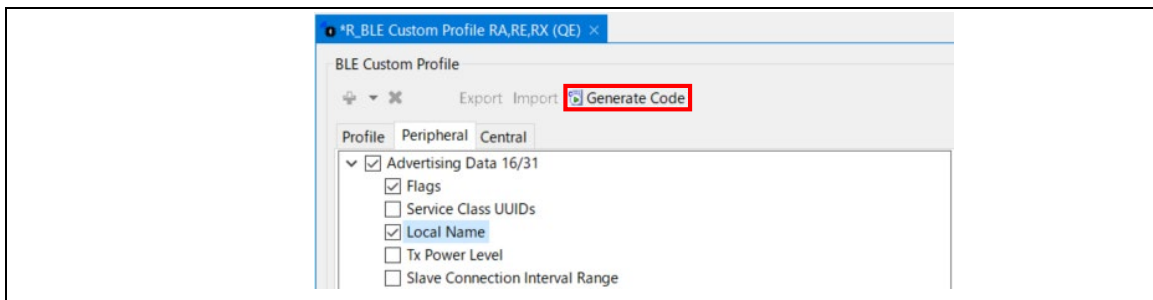 *R_BLE Custom Profile RA,RE,RX (QE)
BLE Custom Profile
Export Import Generate Code
Profile Peripheral Central
Advertising Data 16/31
Flags
Service Class UUIDs
Local Name
Tx Power Level
Slave Connection Interval Range